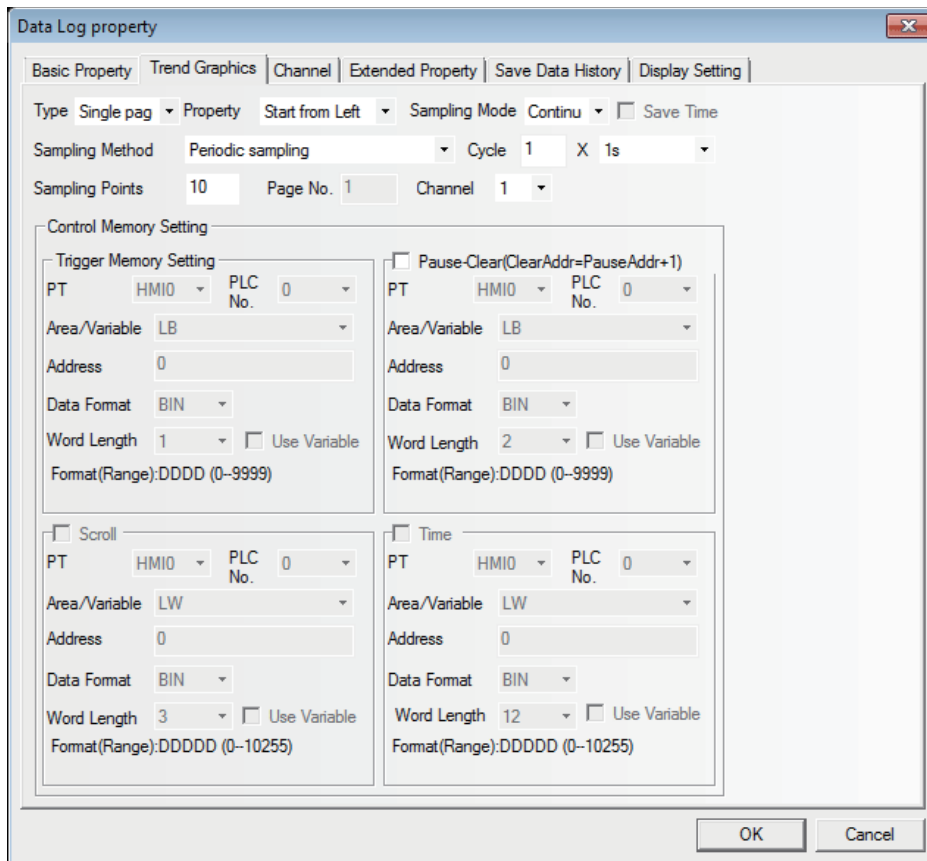 Data Log property
Basic Property Trend Graphics Channel Extended Property Save Data History Display Setting
Type Single pag Property Start from Left Sampling Mode Continu Save Time
Sampling Method Periodic sampling Cycle 1 X 1s
Sampling Points 10 Page No. 1 Channel 1
Control Memory Setting
Trigger Memory Setting
PT HMI0 PLC No. 0
Area/Variable LB
Address 0
Data Format BIN
Word Length 1 Use Variable
Format(Range):DDDD (0--9999)
Pause-Clear(ClearAddr=PauseAddr+1)
PT HMI0 PLC No. 0
Area/Variable LB
Address 0
Data Format BIN
Word Length 2 Use Variable
Format(Range):DDDD (0--9999)
Scroll
PT HMI0 PLC No. 0
Area/Variable LW
Address 0
Data Format BIN
Word Length 3 Use Variable
Format(Range):DDDDD (0--10255)
Time
PT HMI0 PLC No. 0
Area/Variable LW
Address 0
Data Format BIN
Word Length 12 Use Variable
Format(Range):DDDDD (0--10255)
OK Cancel